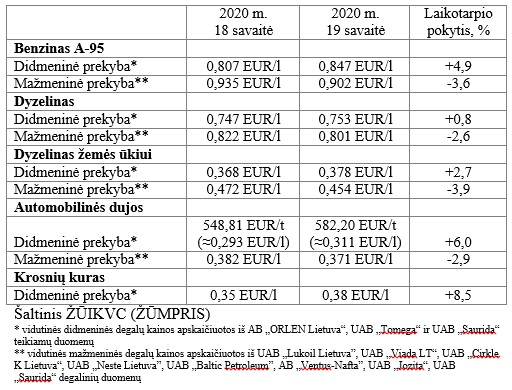 2020 m. 18 savaitė 2020 m. 19 savaitė Laikotarpio pokytis, %
Benzinas A-95
Didmeninė prekyba* 0,807 EUR/l 0,847 EUR/l +4,9
Mažmeninė prekyba** 0,935 EUR/l 0,902 EUR/l -3,6
Dyzelinas
Didmeninė prekyba* 0,747 EUR/l 0,753 EUR/l +0,8
Mažmeninė prekyba** 0,822 EUR/l 0,801 EUR/l -2,6
Dyzelinas žemės ūkiui
Didmeninė prekyba* 0,368 EUR/l 0,378 EUR/l +2,7
Mažmeninė prekyba** 0,472 EUR/l 0,454 EUR/l -3,9
Automobilinės dujos
Didmeninė prekyba* 548,81 EUR/t (≈0,293 EUR/l) 582,20 EUR/t (≈0,311 EUR/l) +6,0
Mažmeninė prekyba** 0,382 EUR/l 0,371 EUR/l -2,9
Krosnių kuras
Didmeninė prekyba* 0,35 EUR/l 0,38 EUR/l +8,5
Šaltinis ŽŪIKVC (ŽŪMPRIS)
* vidutinės didmeninės degalų kainos apskaičiuotos iš AB „ORLEN Lietuva“, UAB „Tomega“ ir UAB „Saurida“
teikiamų duomenų
** vidutinės mažmeninės degalų kainos apskaičiuotos iš UAB „Lukoil Lietuva“, UAB „Viada LT“, UAB „Cirkle
K Lietuva“, UAB „Neste Lietuva“, UAB „Baltic Petroleum”, AB „Ventus-Nafta“, UAB „Jozita“, UAB
„Saurida“ degalinių duomenų